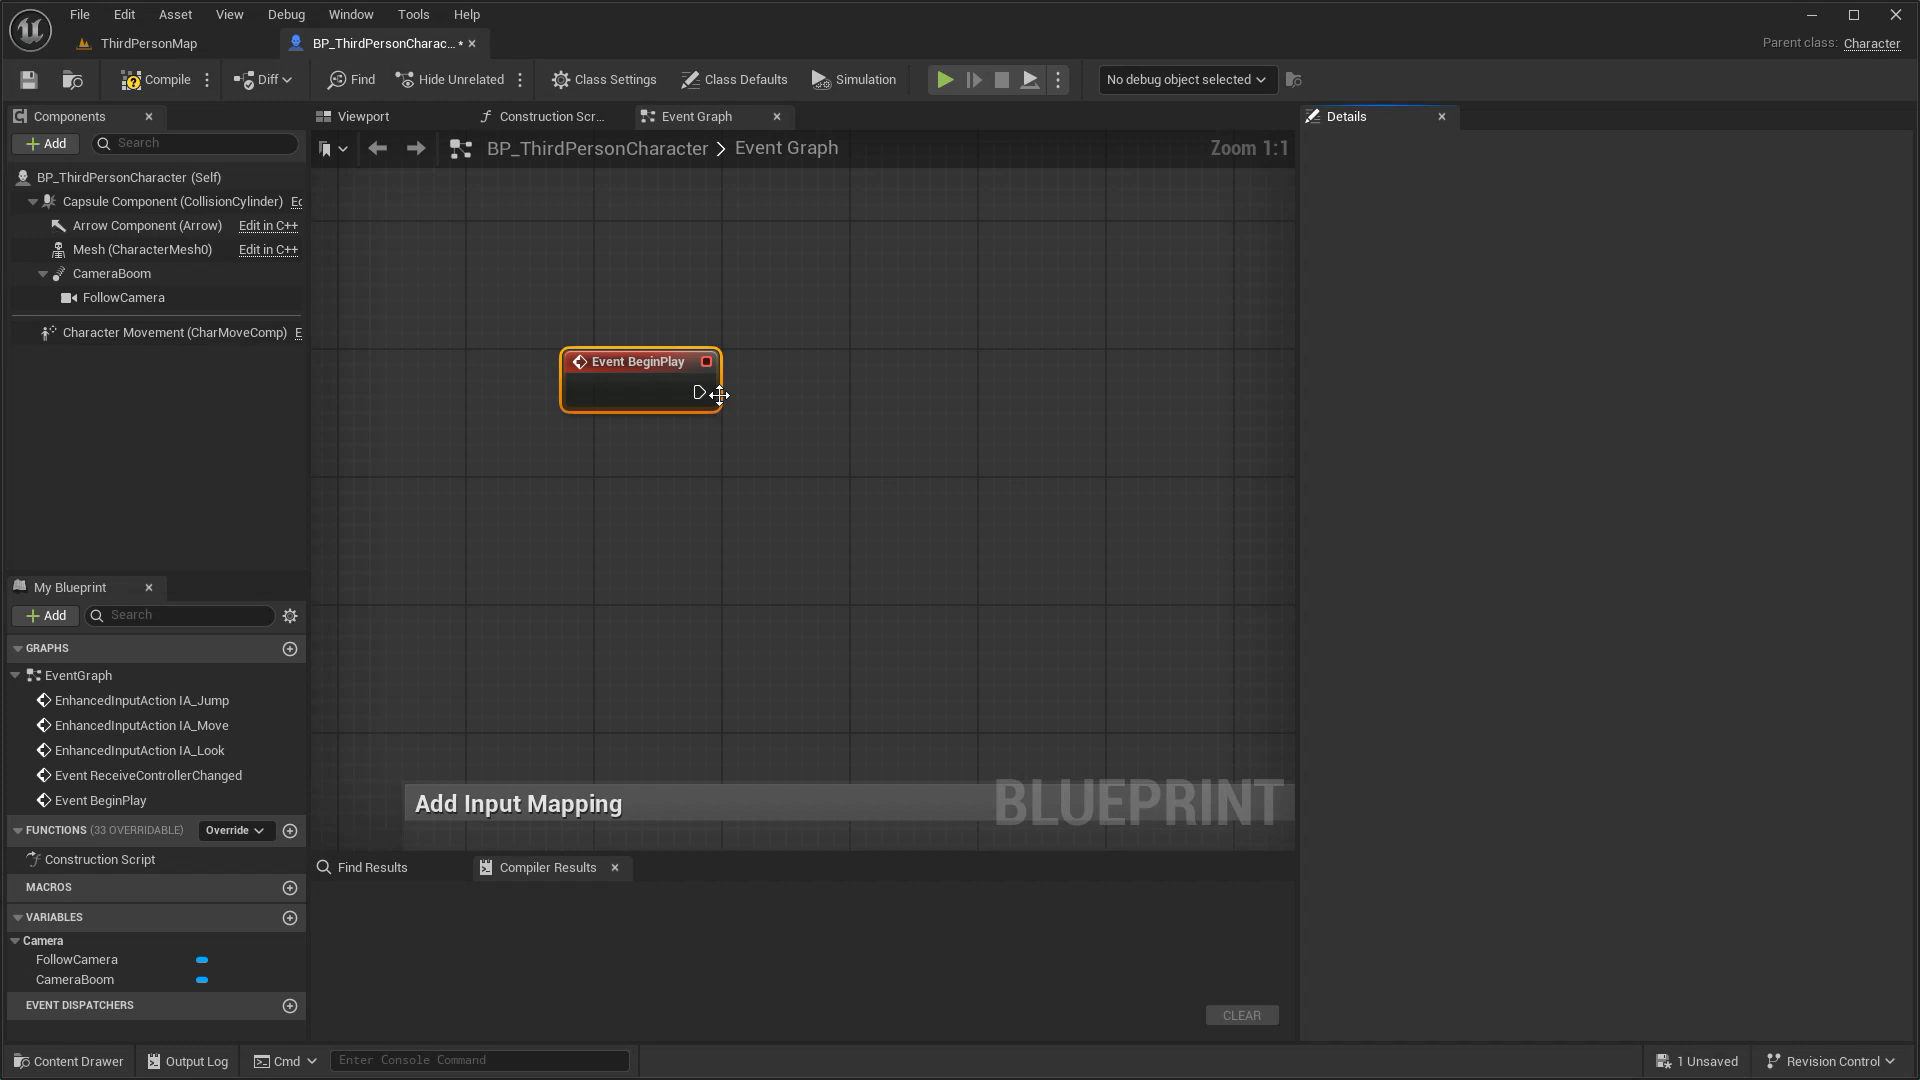 File Edit Asset View Debug Window Tools Help
ThirdPersonMap
BP_ThirdPersonCharac... *
Parent class: Character
Compile
Diff
Find
Hide Unrelated
Class Settings
Class Defaults
Simulation
No debug object selected
Components
Add
Search
BP_ThirdPersonCharacter (Self)
Capsule Component (CollisionCylinder) Ec
Arrow Component (Arrow) Edit in C++
Mesh (CharacterMesh0) Edit in C++
CameraBoom
FollowCamera
Character Movement (CharMoveComp) E
Viewport
Construction Scr...
Event Graph
BP_ThirdPersonCharacter > Event Graph
Zoom 1:1
Event BeginPlay
Add Input Mapping
BLUEPRINT
Details
My Blueprint
Add
Search
GRAPHS
EventGraph
EnhancedInputAction IA_Jump
EnhancedInputAction IA_Move
EnhancedInputAction IA_Look
Event ReceiveControllerChanged
Event BeginPlay
FUNCTIONS (33 OVERRIDABLE) Override
Construction Script
MACROS
VARIABLES
Camera
FollowCamera
CameraBoom
EVENT DISPATCHERS
Find Results
Compiler Results
CLEAR
Content Drawer
Output Log
Cmd
Enter Console Command
1 Unsaved
Revision Control